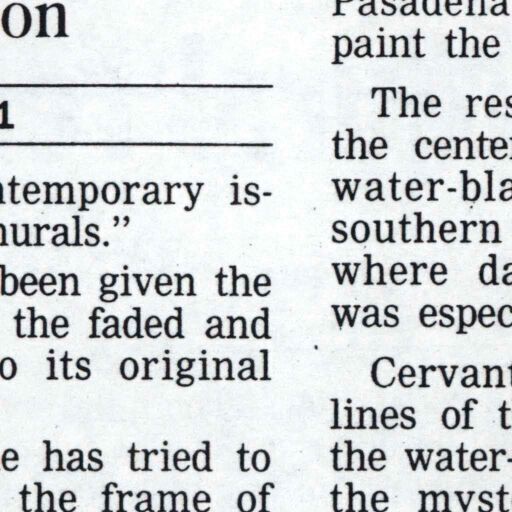 on
1
ntemporary is-
urals."
been given the
the faded and
o its original
e has tried to
the frame of
Pasadena
paint the
The res
the center
water-bla
southern
where da
was espec
Cervant
lines of t
the water-
the myst